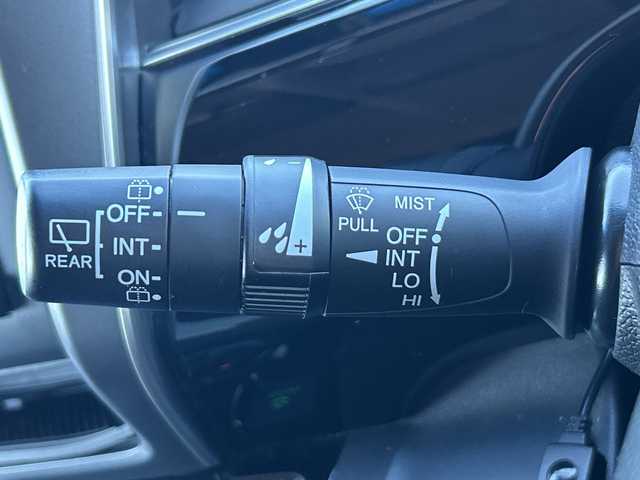 OFF
INT
ON
REAR
- 
+
PULL
MIST
OFF
INT
LO
HI